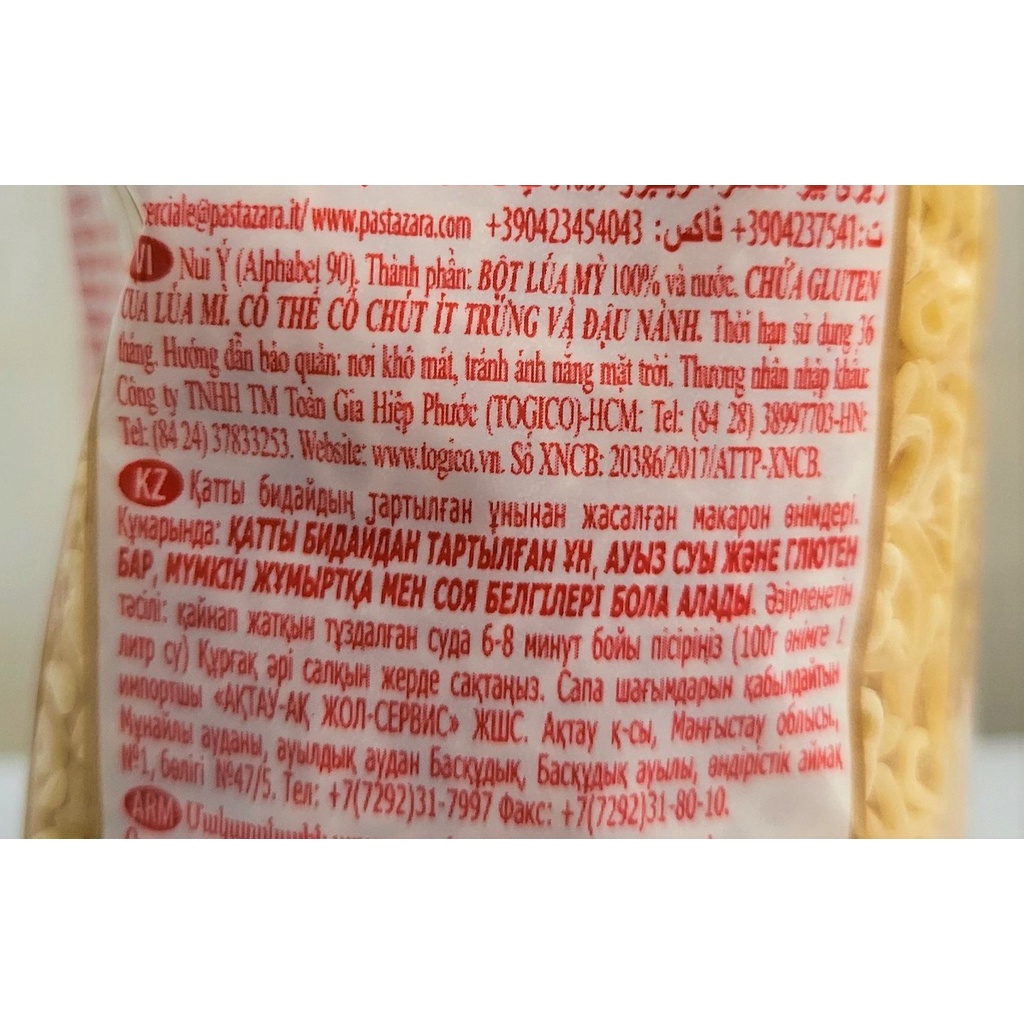 erciale@pastazara.it/ www.pastazara.com +390423454043 :فاكس +3904237541:ت
VI Nui Ý (Alphabet 90). Thành phần: BỘT LÚA MỲ 100% và nước. CHỨA GLUTEN
CỦA LÚA MÌ. CÓ THỂ CÓ CHÚT ÍT TRỨNG VÀ ĐẬU NÀNH. Thời hạn sử dụng 36
tháng. Hướng dẫn bảo quản: nơi khô mát, tránh ánh nắng mặt trời. Thương nhân nhập khẩu:
Công ty TNHH TM Toàn Gia Hiệp Phước (TOGICO)-HCM: Tel: (84 28) 38997703-HN:
Tel: (84 24) 37833253. Website: www.togico.vn. Số XNCB: 20386/2017/ATTP-XNCB.
KZ Қатты бидайдың тартылған ұнынан жасалған макарон өнімдері.
Құмарында: ҚАТТЫ БИДАЙДАН ТАРТЫЛҒАН ҰН, АУЫЗ СУЫ ЖӘНЕ ГЛЮТЕН
БАР, МҮМКІН ЖҰМЫРТҚА МЕН СОЯ БЕЛГІЛЕРІ БОЛА АЛАДЫ. Әзірленетін
тәсілі: қайнап жатқын тұздалған суда 6-8 минут бойы пісіріңіз (100г өнімге 1
литр су) Құрғақ әрі салқын жерде сақтаңыз. Сапа шағымдарын қабылдайтын
импортшы «АҚТАУ-АҚ ЖОЛ-СЕРВИС» ЖШС. Ақтау қ-сы, Маңғыстау облысы.,
Мұнайлы ауданы, ауылдық аудан Басқұдық, Басқұдық ауылы, өндірістік аймақ
№1, бөлігі №47/5. Тел: +7(7292)31-7997 Факс: +7(7292)31-80-10.
ARM